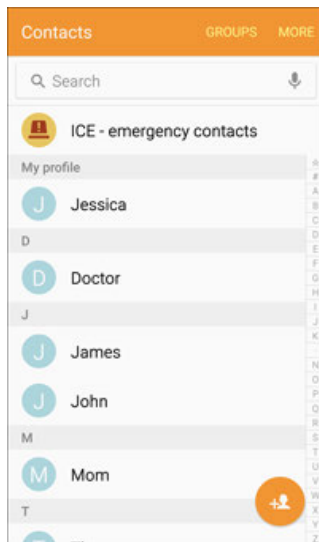 Contacts GROUPS MORE
Search
ICE - emergency contacts
My profile
J Jessica
D
D Doctor
J
J James
J John
M
M Mom
T
#
A
B
C
D
E
F
G
H
I
J
K
N
O
P
Q
R
S
T
U
V
W
X
Y
Z